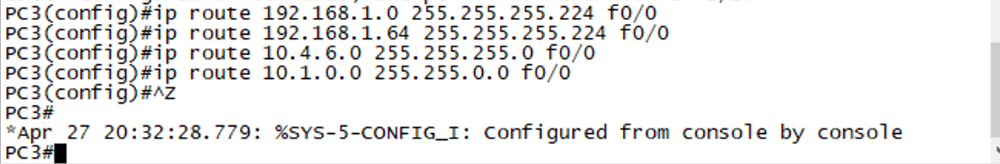 PC3(config)#ip route 192.168.1.0 255.255.255.224 f0/0
PC3(config)#ip route 192.168.1.64 255.255.255.224 f0/0
PC3(config)#ip route 10.4.6.0 255.255.255.0 f0/0
PC3(config)#ip route 10.1.0.0 255.255.0.0 f0/0
PC3(config)#^Z
PC3#
*Apr 27 20:32:28.779: %SYS-5-CONFIG_I: Configured from console by console
PC3#